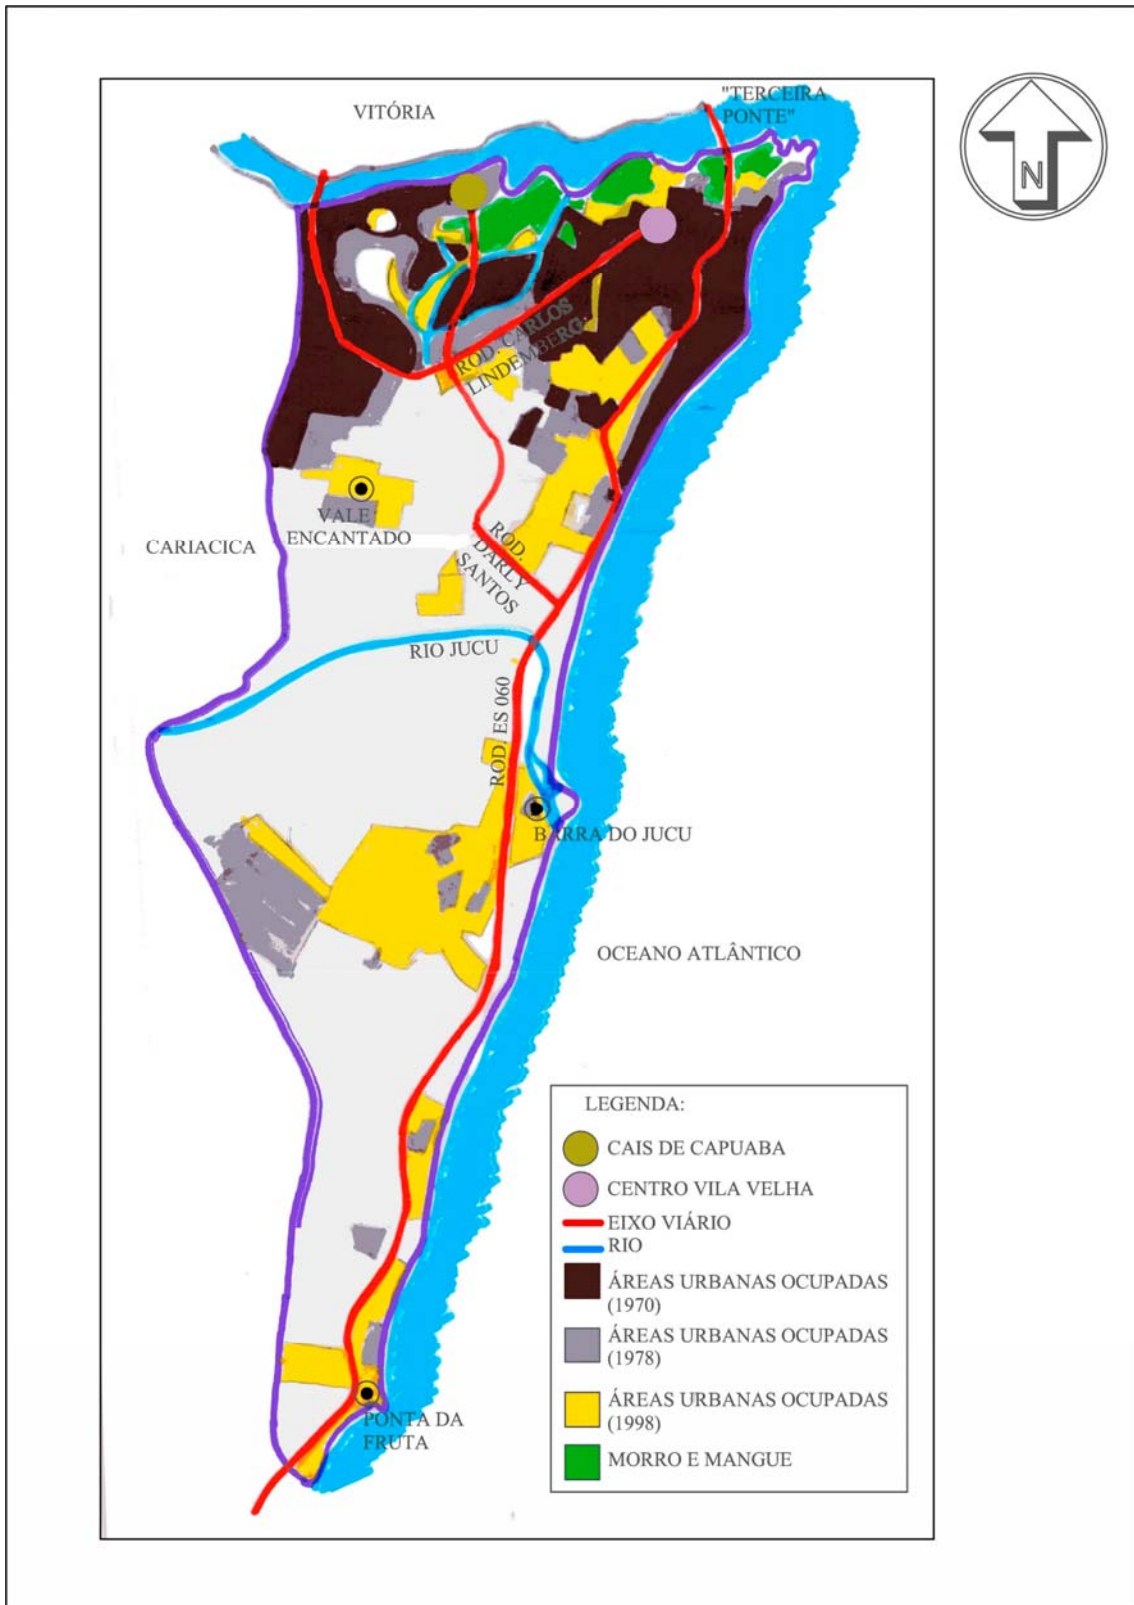 VITÓRIA
"TERCEIRA
PONTE"
N
ROD. CARLOS
LINDEMBERG.
VALE
ENCANTADO
CARIACICA
ROD.
DARLY
SANTOS
RIO JUCU
ROD. ES 060
BARRA DO JUCU
OCEANO ATLÂNTICO
PONTA DA
FRUTA
LEGENDA:
CAIS DE CAPUABA
CENTRO VILA VELHA
EIXO VIÁRIO
RIO
ÁREAS URBANAS OCUPADAS
(1970)
ÁREAS URBANAS OCUPADAS
(1978)
ÁREAS URBANAS OCUPADAS
(1998)
MORRO E MANGUE